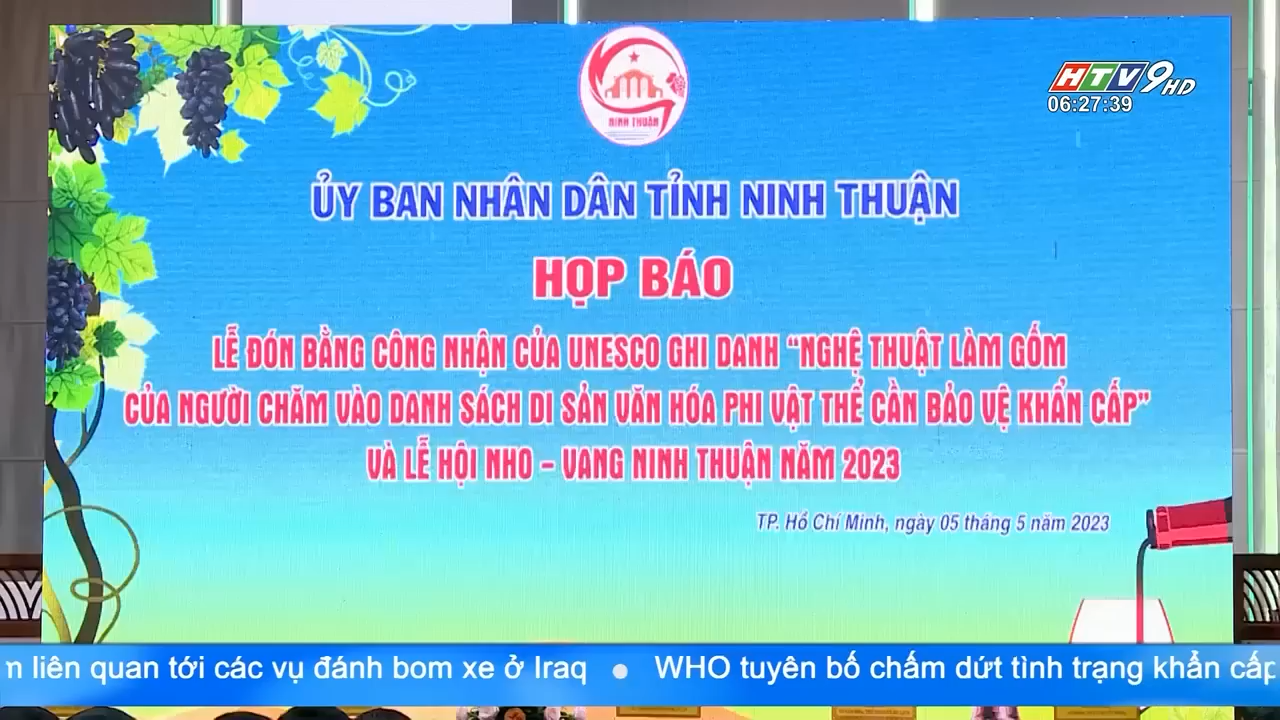 HTV9 HD
06:27:39
NINH THUẬN
ỦY BAN NHÂN DÂN TỈNH NINH THUẬN
HỌP BÁO
LỄ ĐÓN BẰNG CÔNG NHẬN CỦA UNESCO GHI DANH “NGHỆ THUẬT LÀM GỐM
CỦA NGƯỜI CHĂM VÀO DANH SÁCH DI SẢN VĂN HÓA PHI VẬT THỂ CẦN BẢO VỆ KHẨN CẤP”
VÀ LỄ HỘI NHO – VANG NINH THUẬN NĂM 2023
TP. Hồ Chí Minh, ngày 05 tháng 5 năm 2023
liên quan tới các vụ đánh bom xe ở Iraq ● WHO tuyên bố chấm dứt tình trạng khẩn cấp